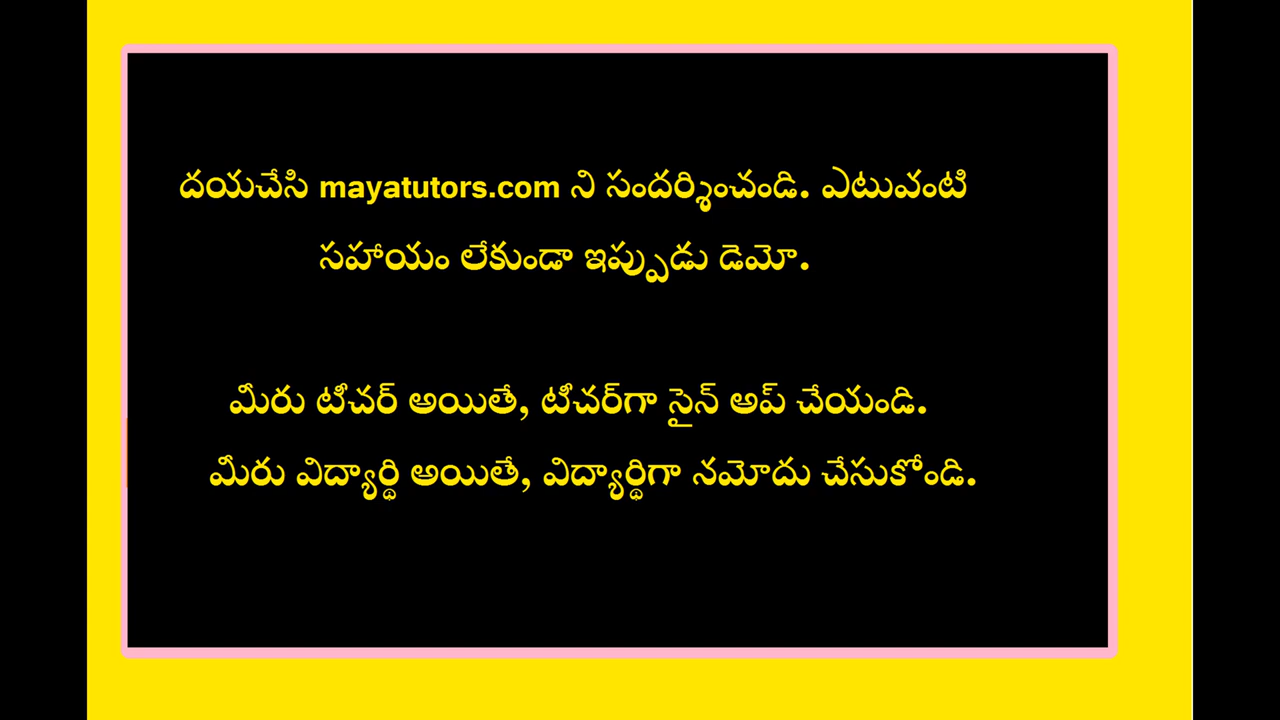 దయచేసి mayatutors.com ని సందర్శించండి. ఎటువంటి
సహాయం లేకుండా ఇప్పుడు డెమో.
మీరు టీచర్ అయితే, టీచర్‌గా సైన్ అప్ చేయండి.
మీరు విద్యార్థి అయితే, విద్యార్థిగా నమోదు చేసుకోండి.